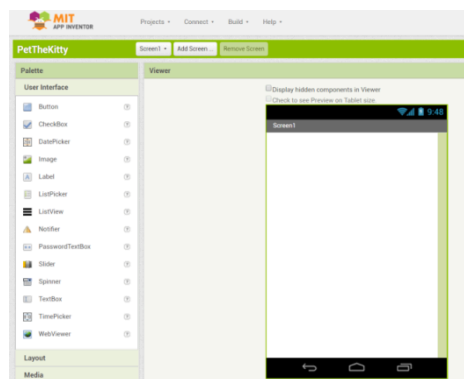 MIT
APP INVENTOR
Projects Connect Build Help
PetTheKitty
Screen1 Add Screen... Remove Screen
Palette
Viewer
User Interface
Button
CheckBox
DatePicker
Image
Label
ListPicker
ListView
Notifier
PasswordTextBox
Slider
Spinner
TextBox
TimePicker
WebViewer
Layout
Media
Display hidden components in Viewer
Check to see Preview on Tablet size.
9:48
Screen1